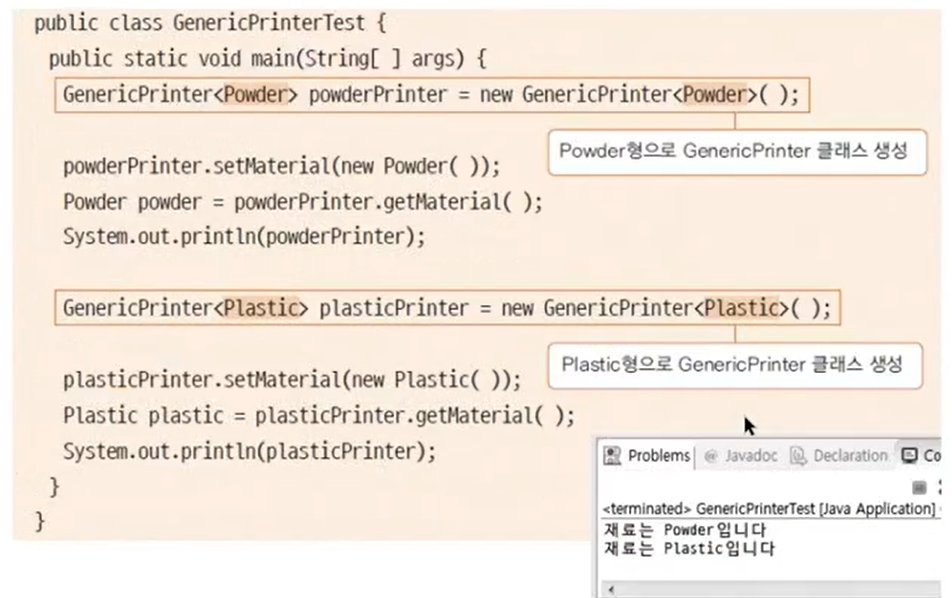 public class GenericPrinterTest {
public static void main(String[ ] args) {
GenericPrinter<Powder> powderPrinter = new GenericPrinter<Powder>( );
Powder형으로 GenericPrinter 클래스 생성
powderPrinter.setMaterial(new Powder( ));
Powder powder = powderPrinter.getMaterial( );
System.out.println(powderPrinter);
GenericPrinter<Plastic> plasticPrinter = new GenericPrinter<Plastic>( );
Plastic형으로 GenericPrinter 클래스 생성
plasticPrinter.setMaterial(new Plastic( ));
Plastic plastic = plasticPrinter.getMaterial( );
System.out.println(plasticPrinter);
}
}
Problems @ Javadoc Declaration Co
<terminated> GenericPrinterTest [Java Application]
재료는 Powder입니다
재료는 Plastic입니다